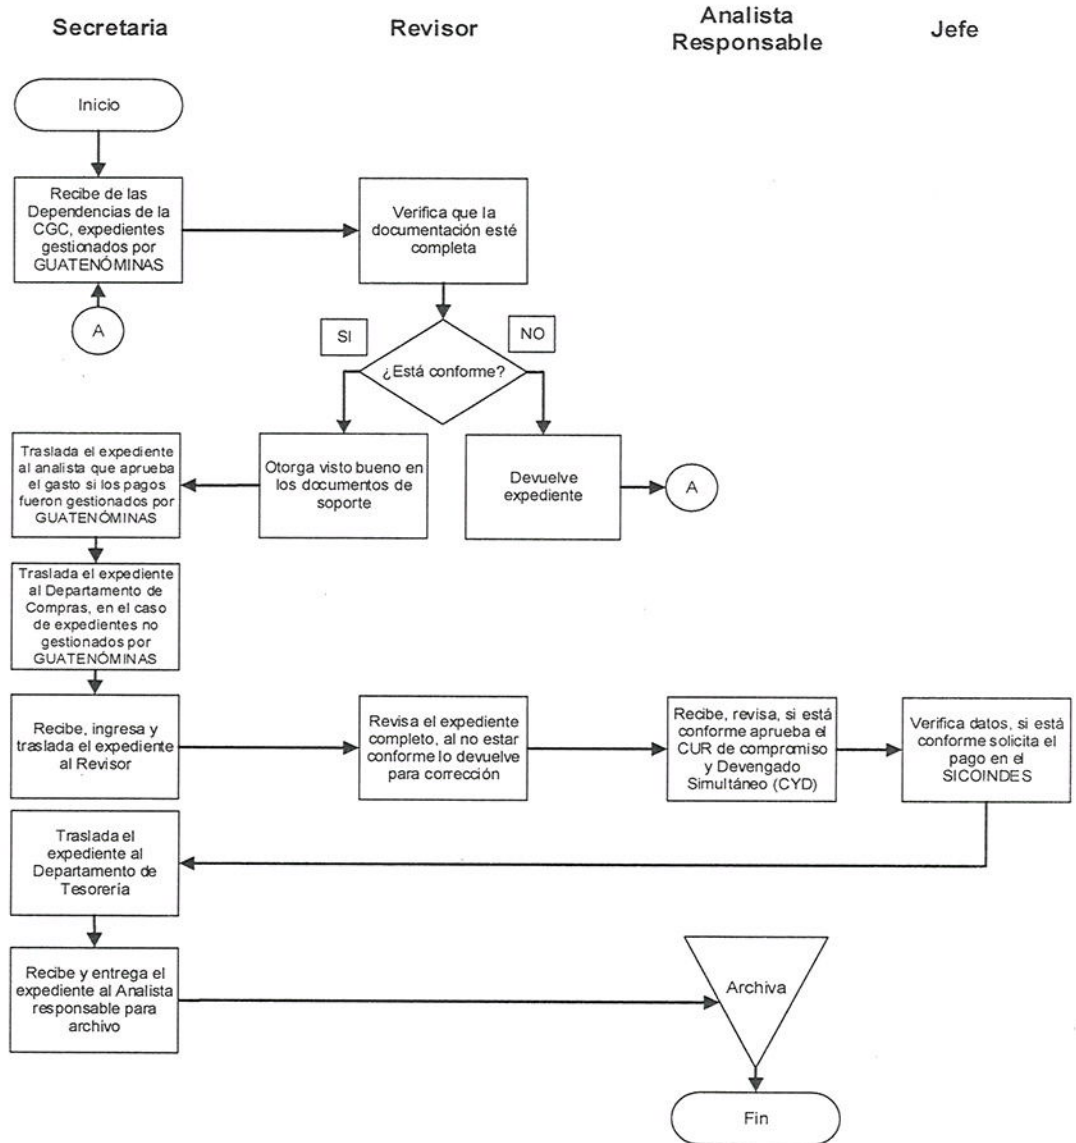 Secretaria
Revisor
Analista
Responsable
Jefe
Inicio
Recibe de las
Dependencias de la
CGC, expedientes
gestionados por
GUATENÓMINAS
Verifica que la
documentación esté
completa
A
SI
NO
¿Está conforme?
Traslada el expediente
al analista que aprueba
el gasto si los pagos
fueron gestionados por
GUATENÓMINAS
Otorga visto bueno en
los documentos de
soporte
Devuelve
expediente
A
Traslada el expediente
al Departamento de
Compras, en el caso
de expedientes no
gestionados por
GUATENÓMINAS
Recibe, ingresa y
traslada el expediente
al Revisor
Revisa el expediente
completo, al no estar
conforme lo devuelve
para corrección
Recibe, revisa, si está
conforme aprueba el
CUR de compromiso
y Devengado
Simultáneo (CYD)
Verifica datos, si está
conforme solicita el
pago en el
SICOINDES
Traslada el
expediente al
Departamento de
Tesorería
Recibe y entrega el
expediente al Analista
responsable para
archivo
Archiva
Fin